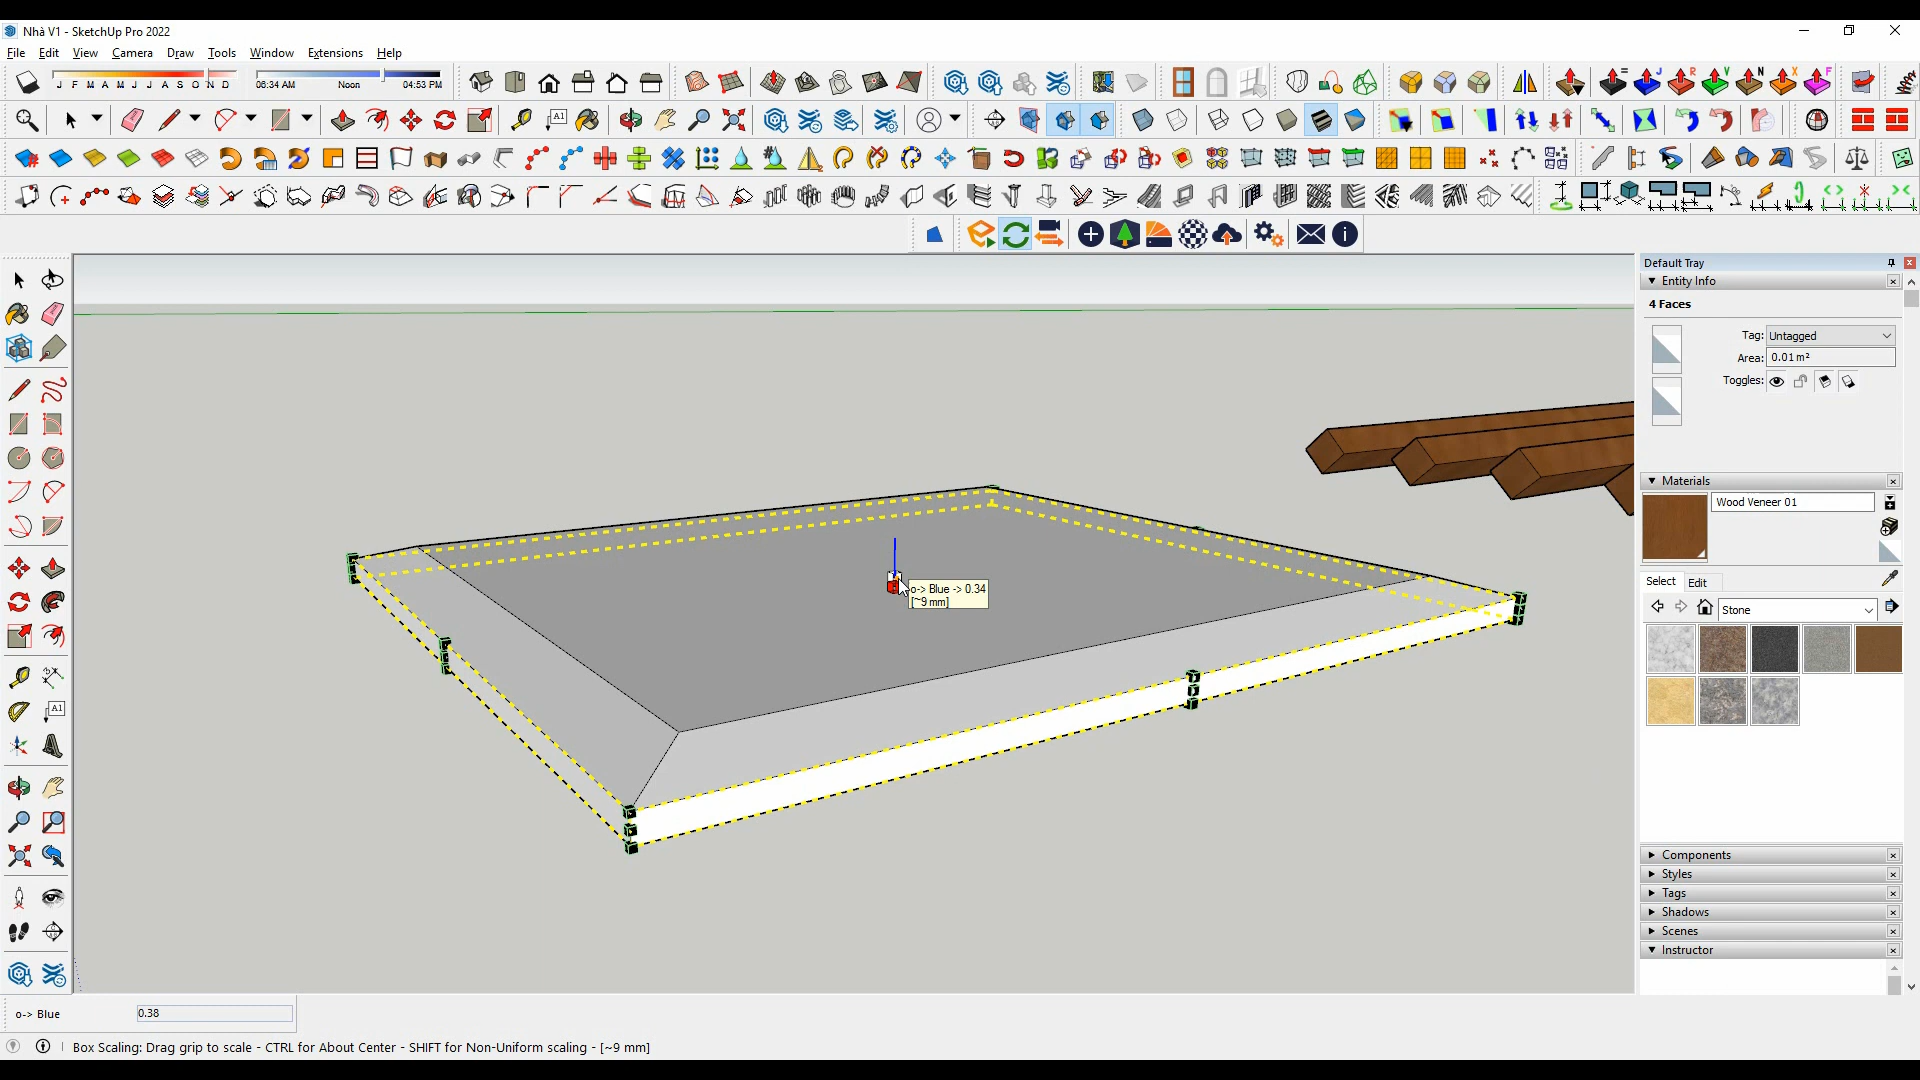 Nhà V1 - SketchUp Pro 2022
File Edit View Camera Draw Tools Window Extensions Help
J F M A M J J A S O N D
06:34 AM Noon 04:53 PM
Default Tray
Entity Info
4 Faces
Tag: Untagged
Area: 0.01 m²
Toggles:
Materials
Wood Veneer 01
Select Edit
Stone
o-> Blue -> 0.34
[~9 mm]
Components
Styles
Tags
Shadows
Scenes
Instructor
o-> Blue 0.38
Box Scaling: Drag grip to scale - CTRL for About Center - SHIFT for Non-Uniform scaling - [~9 mm]